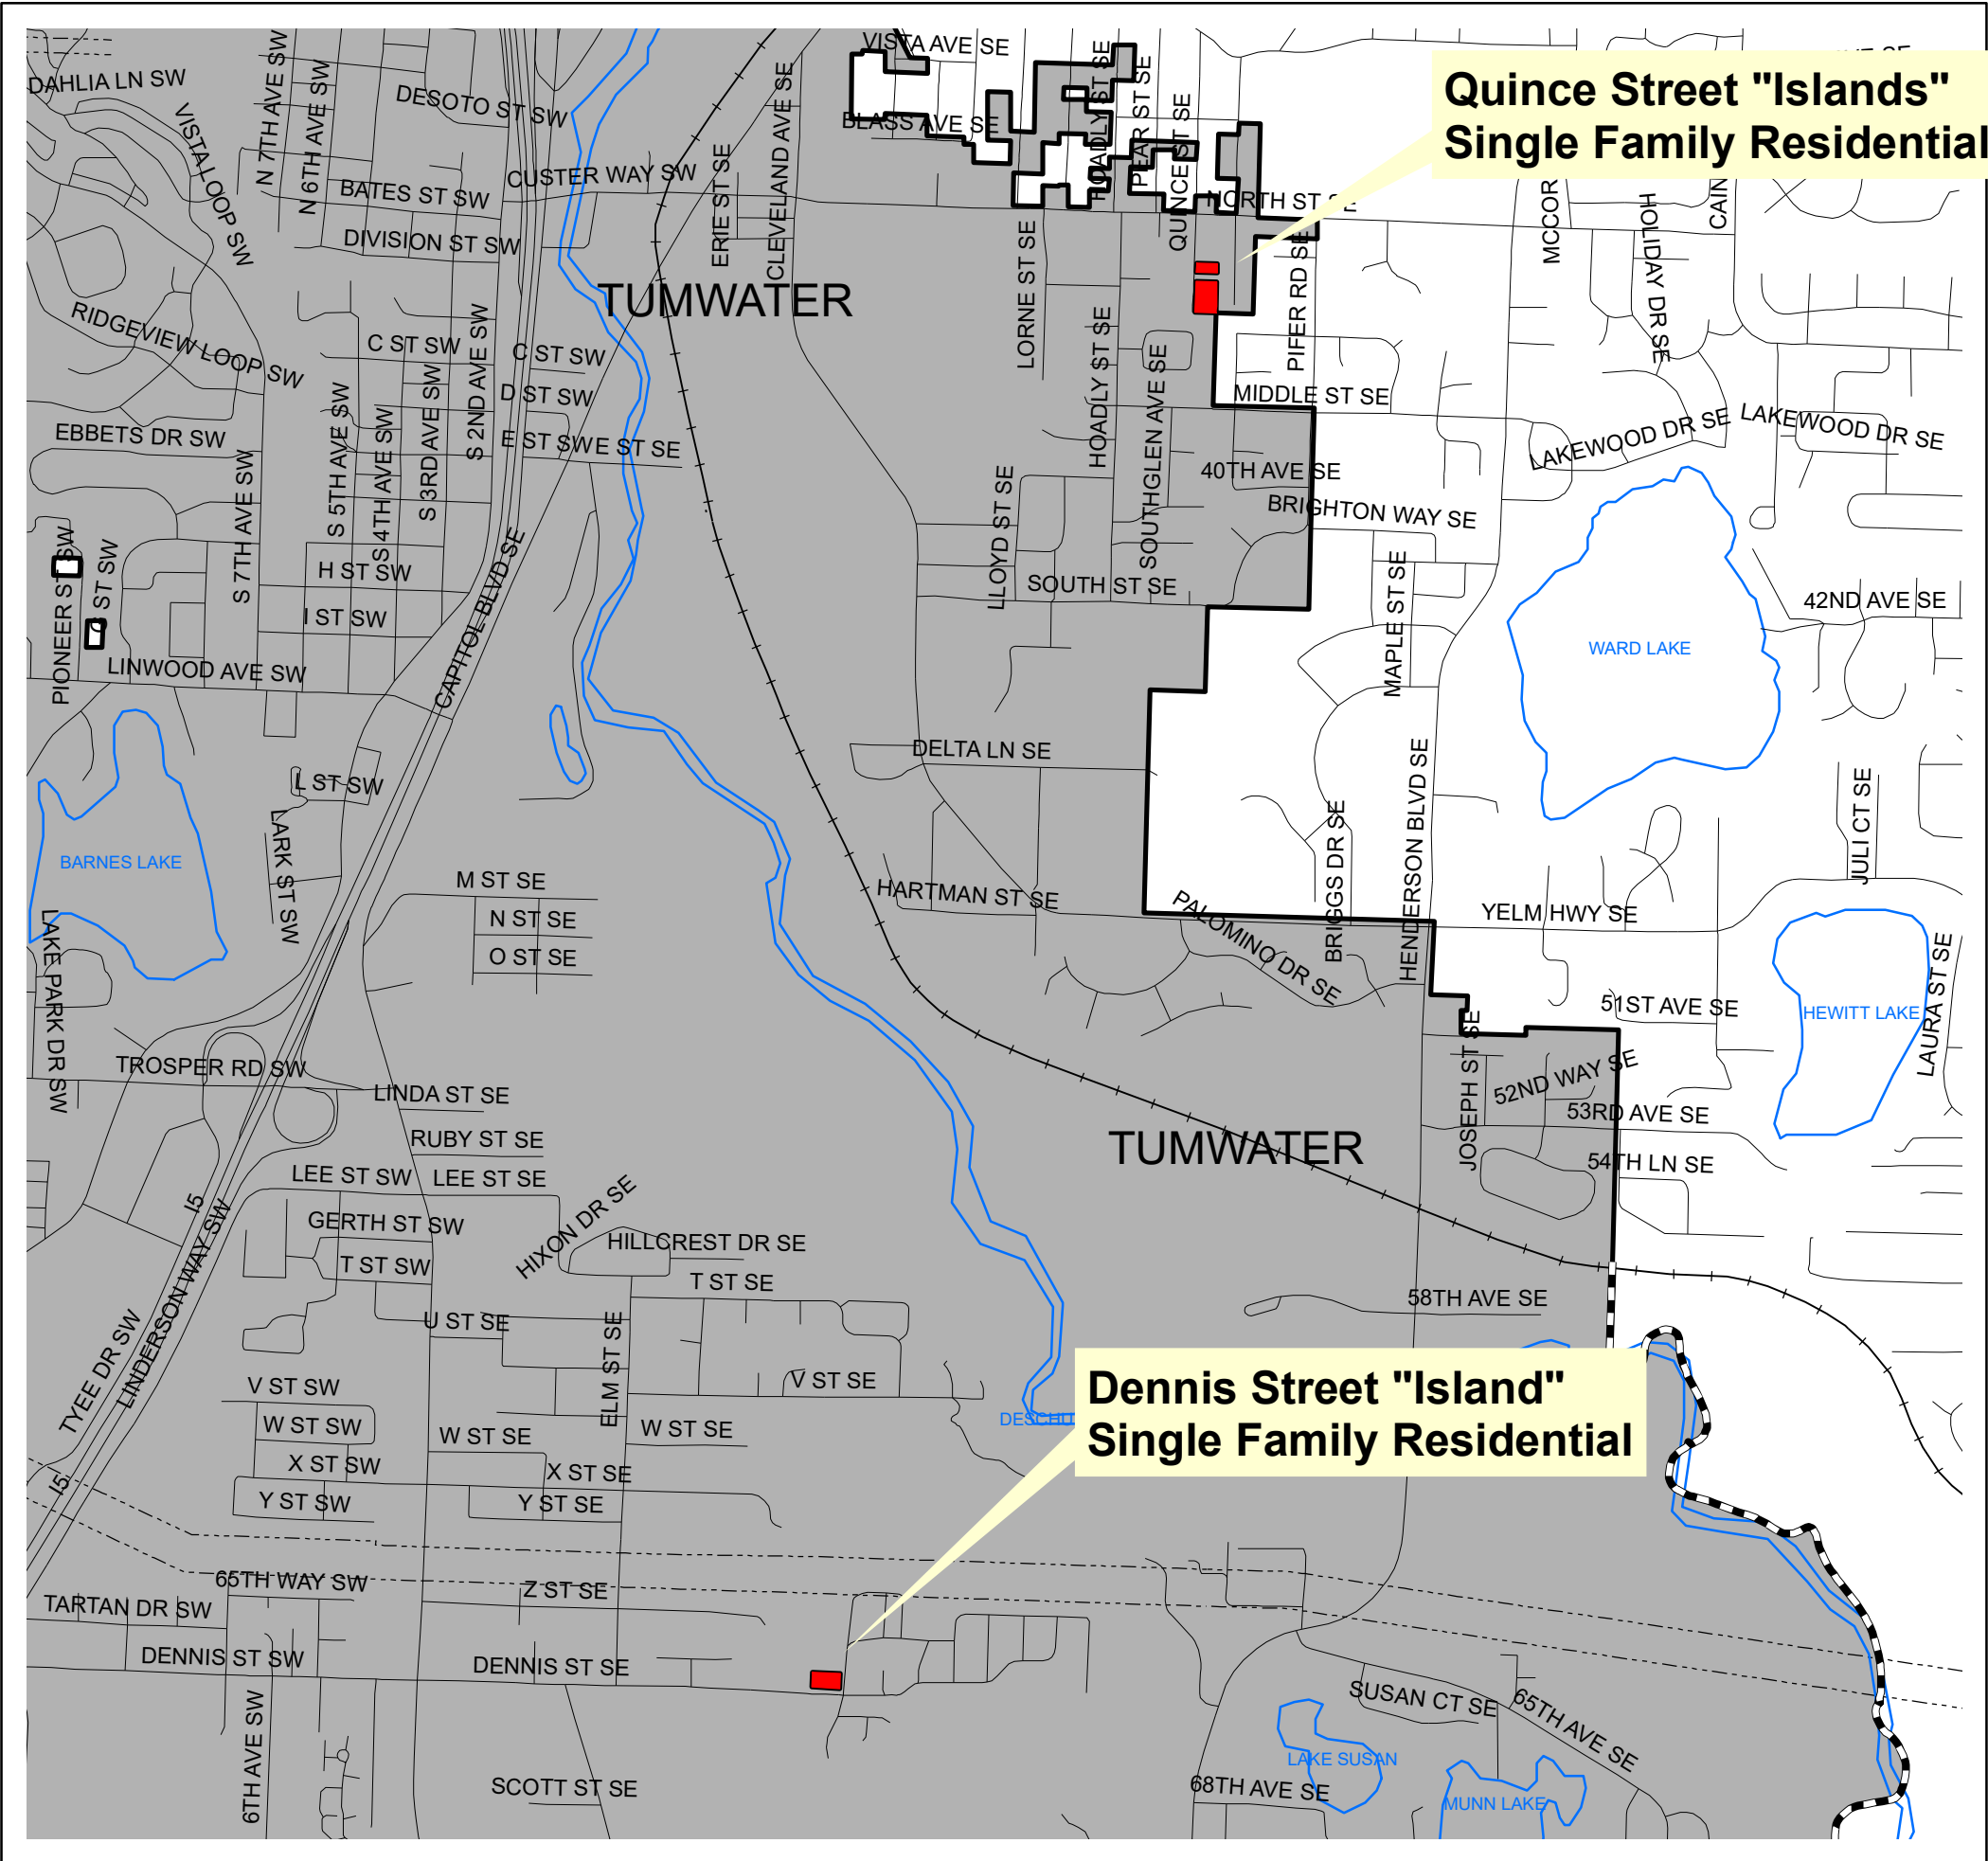 VISTA AVE SE
Quince Street "Islands"
Single Family Residential
DAHLIA LN SW
N 7TH AVE SW
N 6TH AVE SW
DESOTO ST SW
VISTA LOOP SW
CLEVELAND AVE SE
BLASS AVE SE
HOADLY ST SE
PEAR ST SE
QUINCE ST SE
CUSTER WAY SW
BATES ST SW
NORTH ST SE
DIVISION ST SW
ERIE ST SE
HOLIDAY DR SE
TUMWATER
LORNE ST SE
PIFER RD SE
RIDGEVIEW LOOP SW
C ST SW
C ST SW
S 2ND AVE SW
HOADLY ST SE
SOUTHGLEN AVE SE
D ST SW
MIDDLE ST SE
S 5TH AVE SW
S 4TH AVE SW
S 3RD AVE SW
EBBETS DR SW
E ST SW
E ST SE
LAKEWOOD DR SE
LAKEWOOD DR SE
40TH AVE SE
S 7TH AVE SW
LLOYD ST SE
BRIGHTON WAY SE
H ST SW
CAPITOL BLVD SE
SOUTH ST SE
MAPLE ST SE
42ND AVE SE
PIONEER ST SW
I ST SW
WARD LAKE
LINWOOD AVE SW
DELTA LN SE
L ST SW
LARK ST SW
BARNES LAKE
BRIGGS DR SE
HENDERSON BLVD SE
JULI CT SE
M ST SE
HARTMAN ST SE
N ST SE
PALOMINO DR SE
YELM HWY SE
O ST SE
LAKE PARK DR SW
51ST AVE SE
HEWITT LAKE
LAURA ST SE
TROSPER RD SW
JOSEPH ST SE
52ND WAY SE
LINDA ST SE
53RD AVE SE
RUBY ST SE
TUMWATER
54TH LN SE
LEE ST SW
LEE ST SE
I5
GERTH ST SW
HIXON DR SE
HILLCREST DR SE
T ST SW
T ST SE
58TH AVE SE
LINDERSON WAY SW
U ST SE
TYEE DR SW
ELM ST SE
V ST SW
V ST SE
Dennis Street "Island"
Single Family Residential
W ST SW
W ST SE
W ST SE
X ST SW
X ST SE
I5
Y ST SW
Y ST SE
65TH WAY SW
Z ST SE
TARTAN DR SW
DENNIS ST SW
DENNIS ST SE
SUSAN CT SE
65TH AVE SE
6TH AVE SW
LAKE SUSAN
SCOTT ST SE
68TH AVE SE
MUNN LAKE